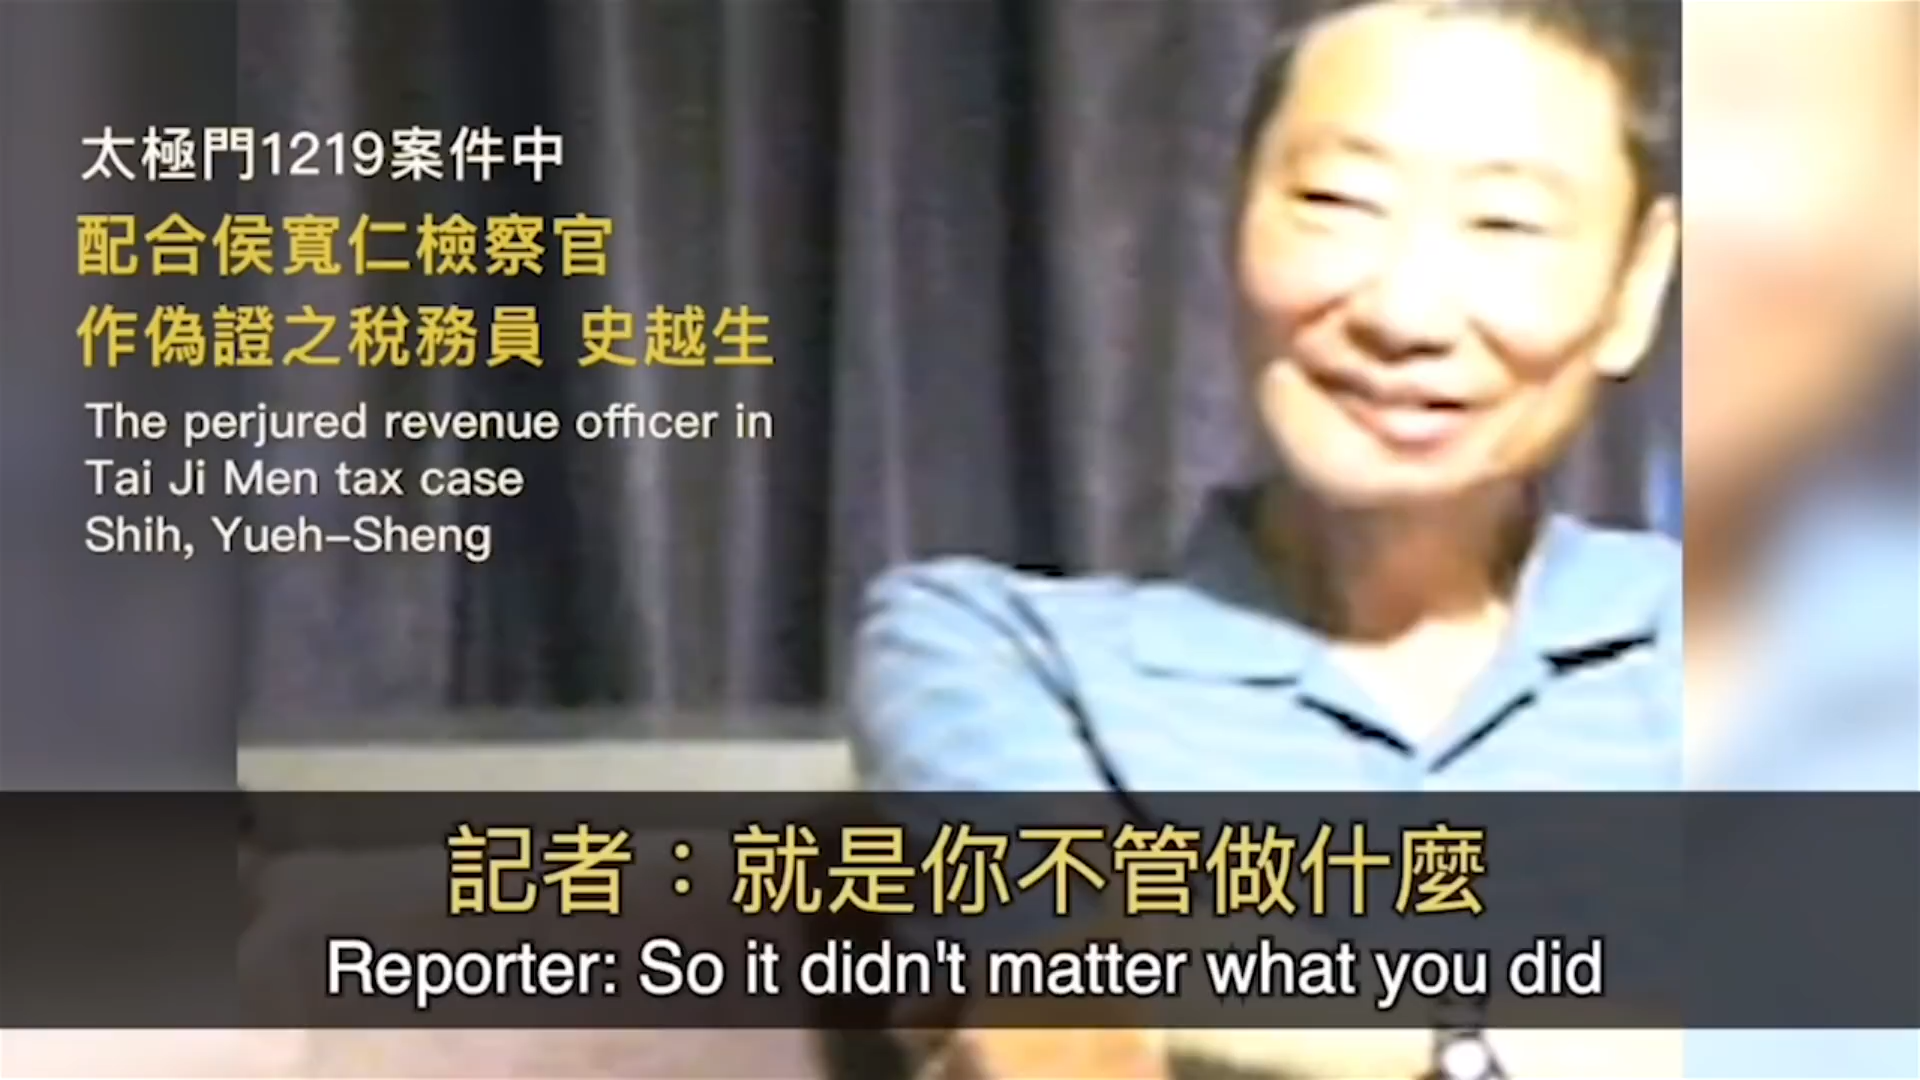 太極門1219案件中
配合侯寬仁檢察官
作偽證之稅務員 史越生
The perjured revenue officer in
Tai Ji Men tax case
Shih, Yueh-Sheng
記者：就是你不管做什麼
Reporter: So it didn't matter what you did